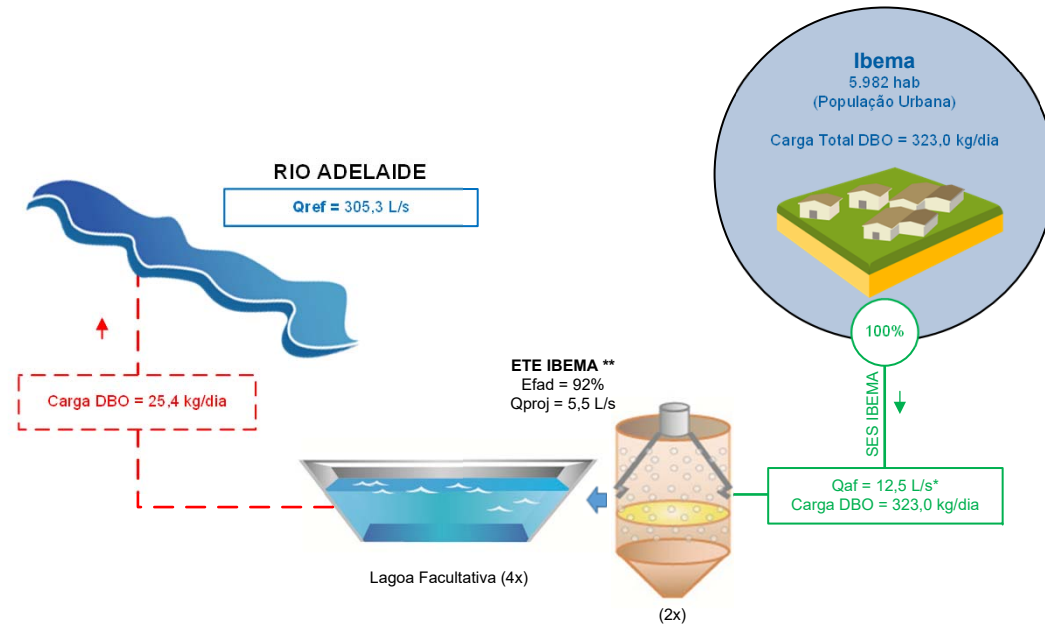 Ibema
5.982 hab
(População Urbana)
Carga Total DBO = 323,0 kg/dia
RIO ADELAIDE
Qref = 305,3 L/s
100%
SES IBEMA
ETE IBEMA **
Efad = 92%
Qproj = 5,5 L/s
Carga DBO = 25,4 kg/dia
Qaf = 12,5 L/s*
Carga DBO = 323,0 kg/dia
Lagoa Facultativa (4x)
(2x)